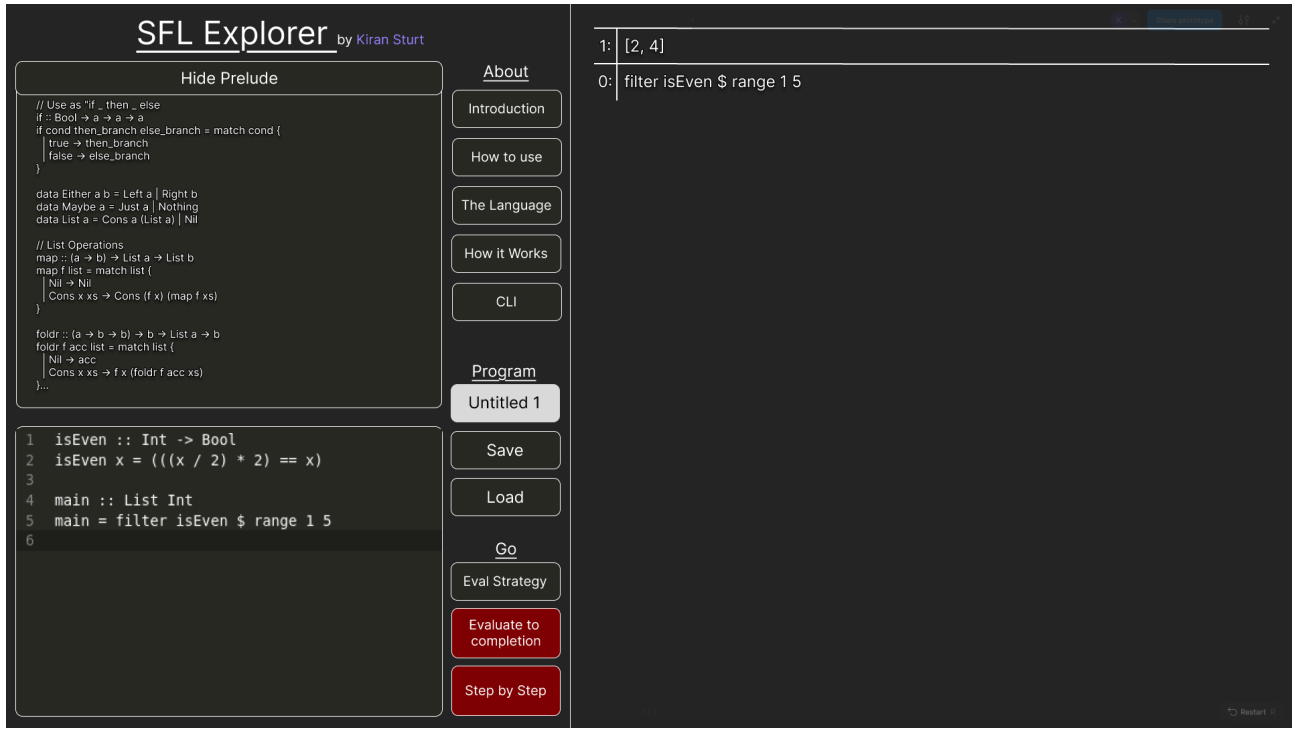 SFL Explorer by Kiran Sturt
Hide Prelude
// Use as "if _ then _ else
if :: Bool → a → a → a
if cond then_branch else_branch = match cond {
| true → then_branch
| false → else_branch
}
data Either a b = Left a | Right b
data Maybe a = Just a | Nothing
data List a = Cons a (List a) | Nil
// List Operations
map :: (a → b) → List a → List b
map f list = match list {
| Nil → Nil
| Cons x xs → Cons (f x) (map f xs)
}
foldr :: (a → b → b) → b → List a → b
foldr f acc list = match list {
| Nil → acc
| Cons x xs → f x (foldr f acc xs)
}...
1 isEven :: Int -> Bool
2 isEven x = (((x / 2) * 2) == x)
3
4 main :: List Int
5 main = filter isEven $ range 1 5
6
About
Introduction
How to use
The Language
How it Works
CLI
Program
Untitled 1
Save
Load
Go
Eval Strategy
Evaluate to
completion
Step by Step
K
Share prototype
1: [2, 4]
0: filter isEven $ range 1 5
Restart R